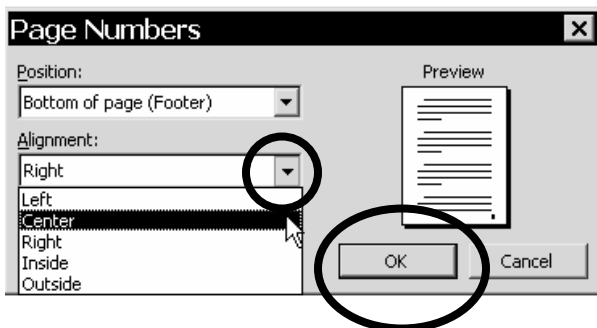 Page Numbers
Position:
Preview
Bottom of page (Footer)
Alignment:
Right
Left
Center
Right
Inside
Outside
OK
Cancel